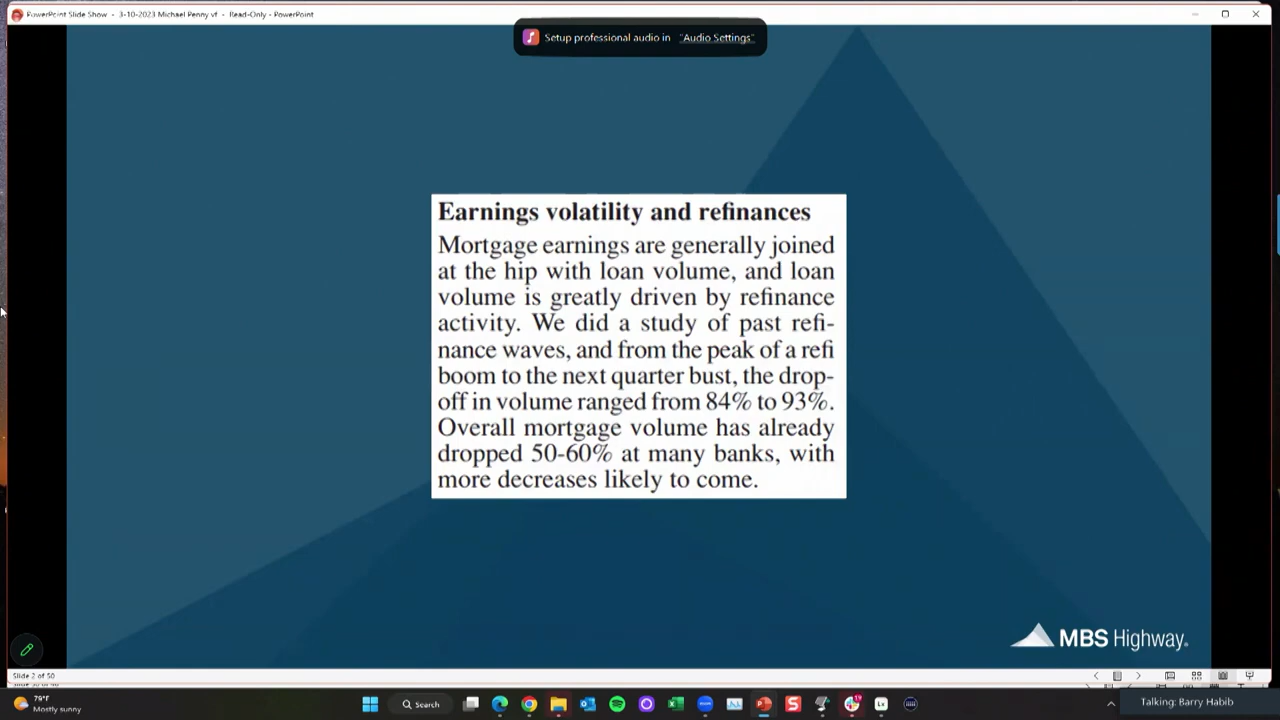 PowerPoint Slide Show - 3-10-2023 Michael Penny vf - Read-Only - PowerPoint
Setup professional audio in "Audio Settings"
Earnings volatility and refinances
Mortgage earnings are generally joined
at the hip with loan volume, and loan
volume is greatly driven by refinance
activity. We did a study of past refi-
nance waves, and from the peak of a refi
boom to the next quarter bust, the drop-
off in volume ranged from 84% to 93%.
Overall mortgage volume has already
dropped 50-60% at many banks, with
more decreases likely to come.
MBS Highway.
Slide 2 of 50
79°F
Mostly sunny
Search
Talking: Barry Habib